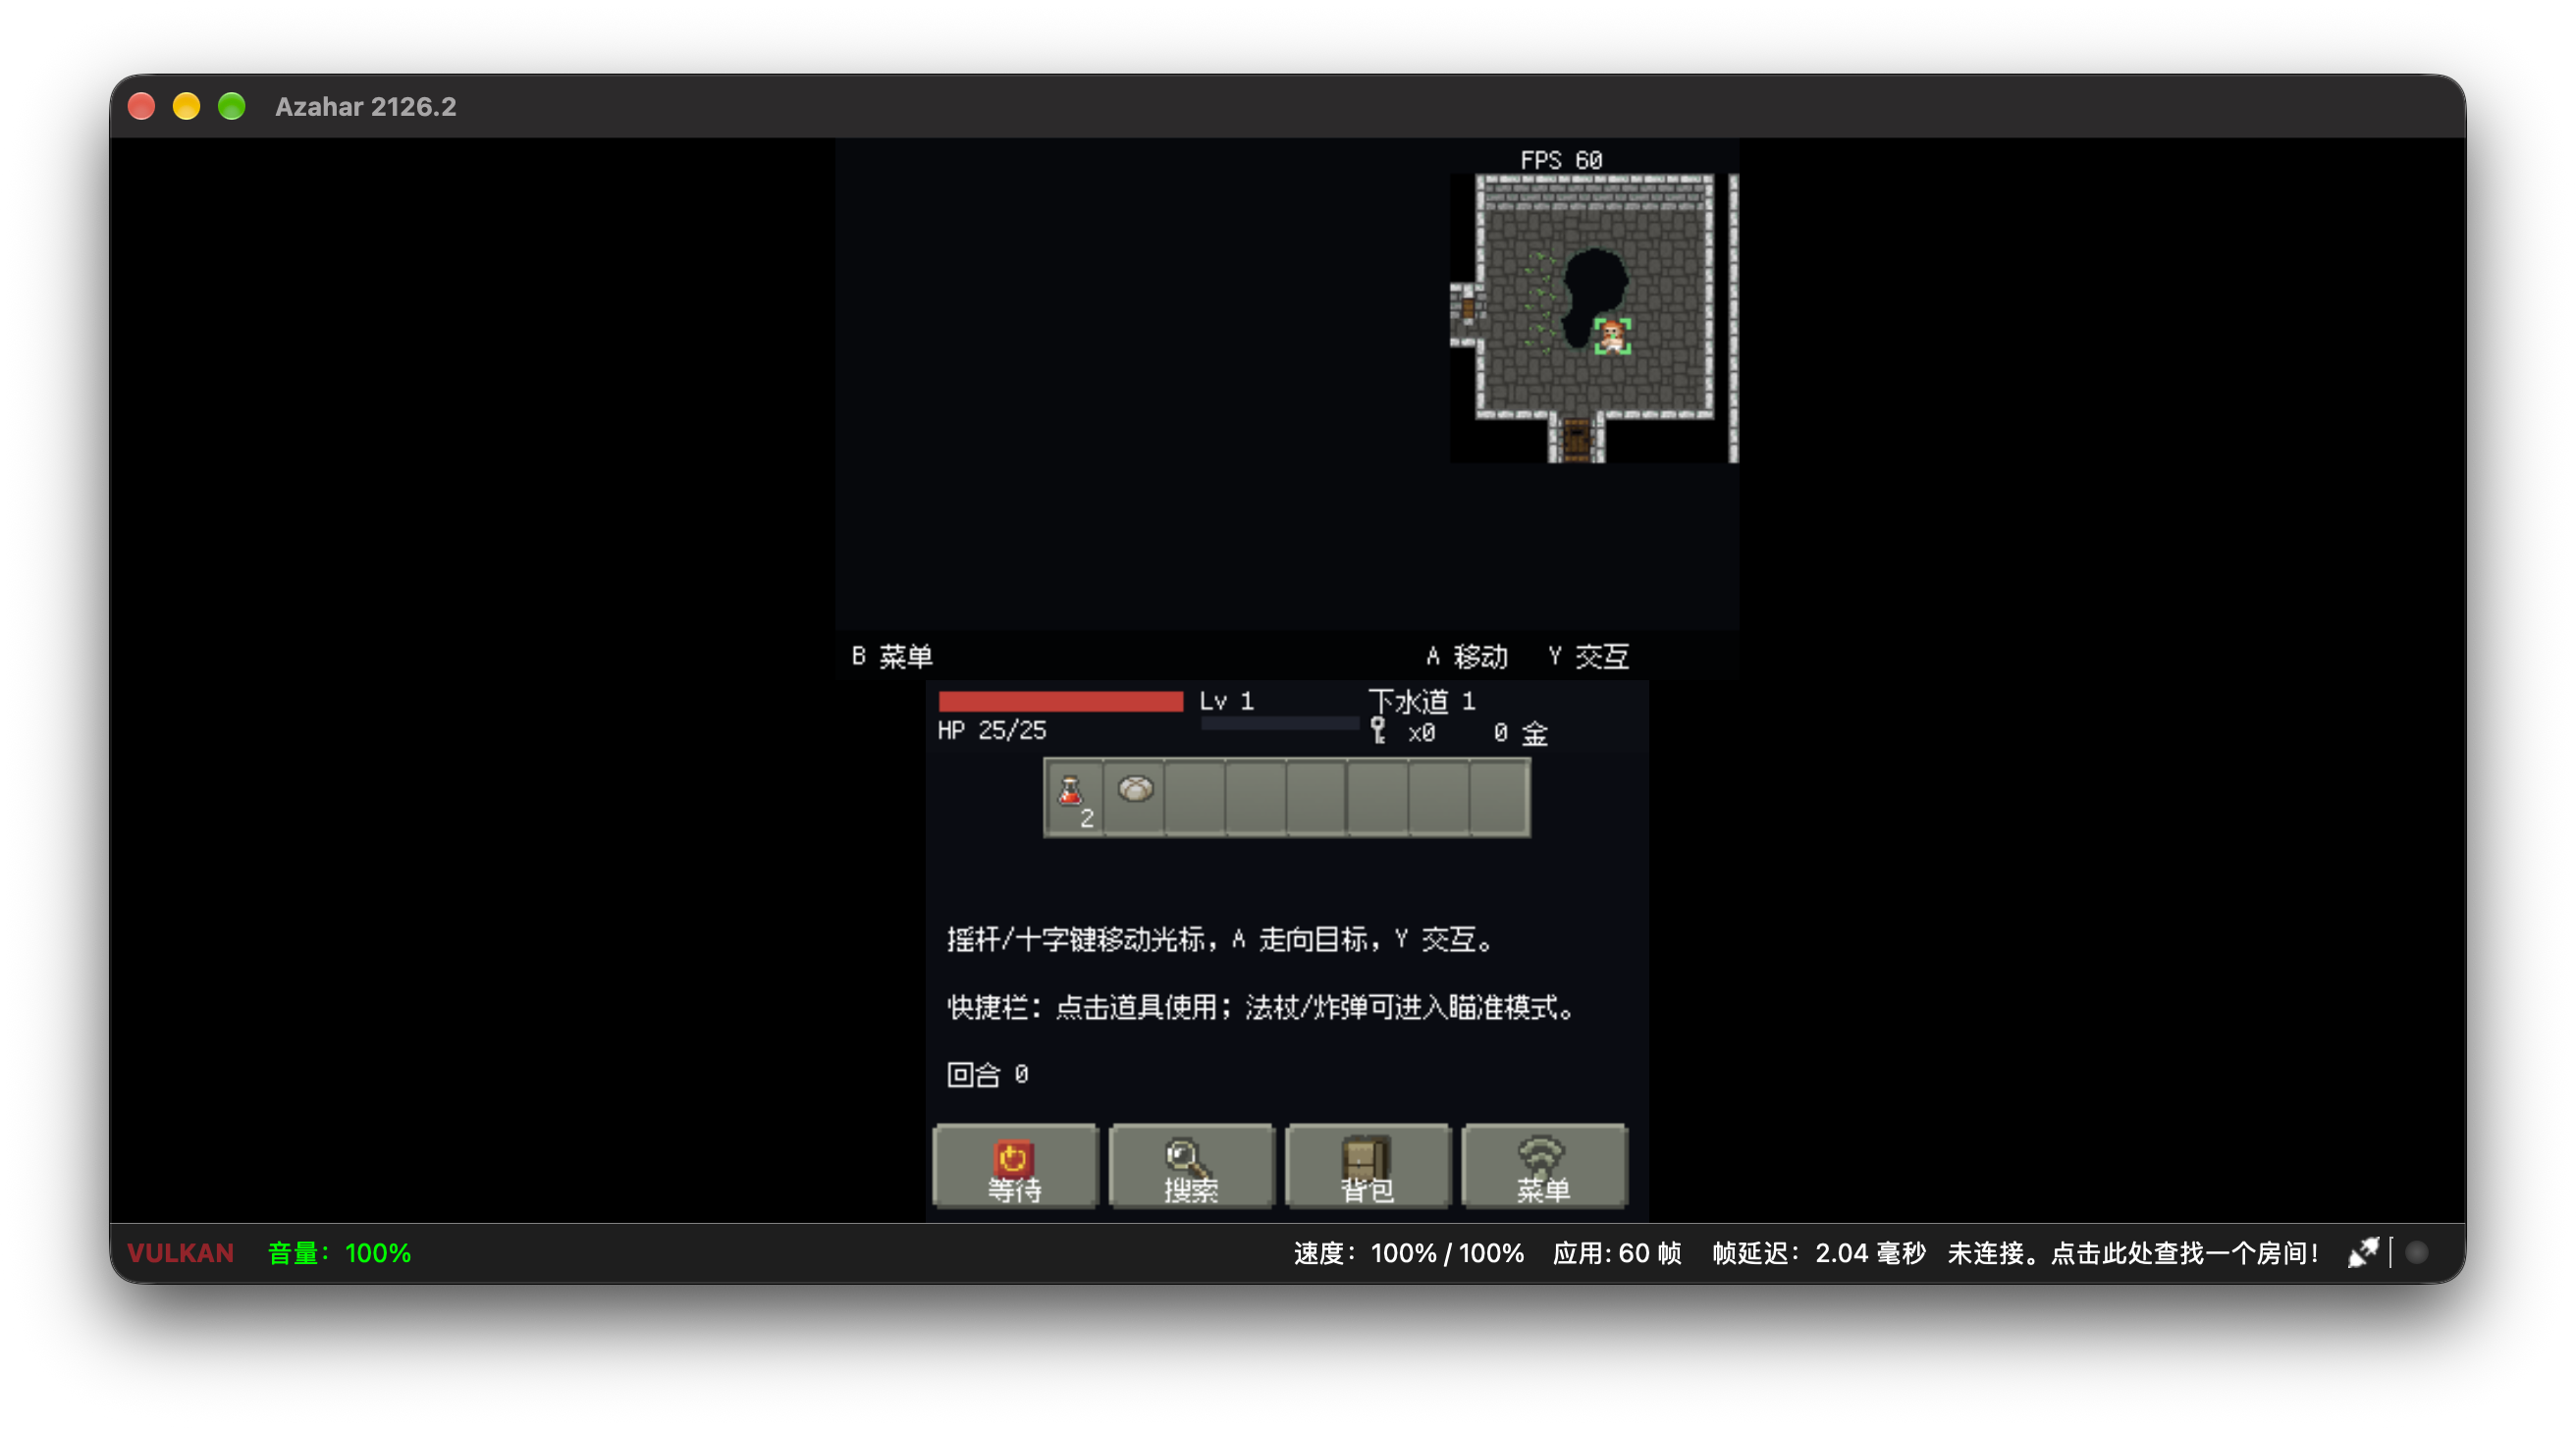 Azahar 2126.2
FPS 60
B 菜单
A 移动 Y 交互
Lv 1 下水道 1
HP 25/25 x0 0 金
2
摇杆/十字键移动光标，A 走向目标，Y 交互。
快捷栏：点击道具使用；法杖/炸弹可进入瞄准模式。
回合 0
等待 搜索 背包 菜单
VULKAN 音量：100% 速度：100% / 100% 应用: 60 帧 帧延迟：2.04 毫秒 未连接。点击此处查找一个房间！